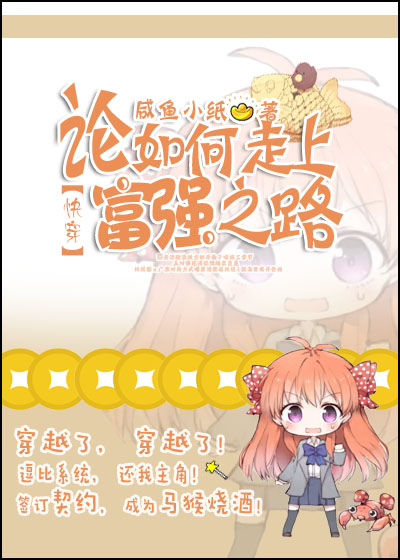 咸鱼小纸 著
论如何走上
【快穿】
富强之路
穿越了，穿越了！
逗比系统，还我主角！
签订契约，成为马猴烧酒！